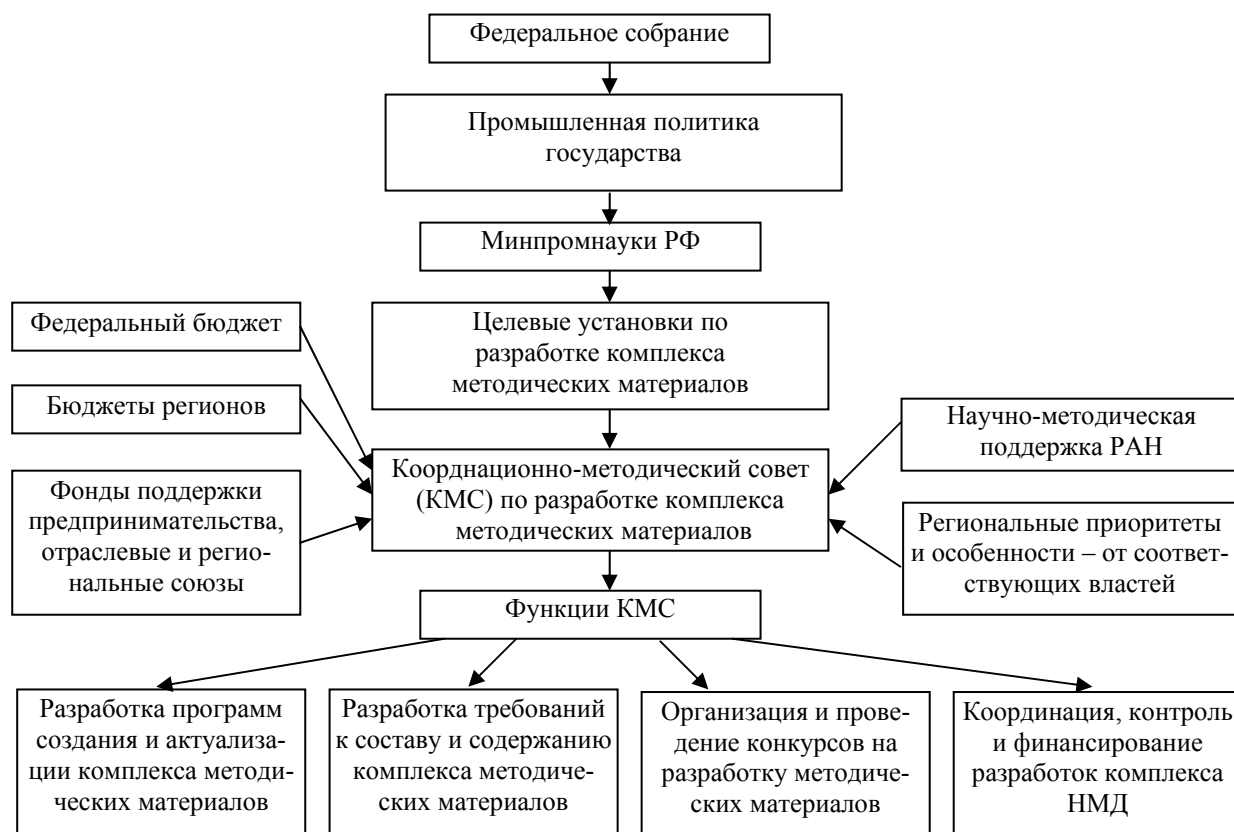 Федеральное собрание
Промышленная политика
государства
Минпромнауки РФ
Целевые установки по
разработке комплекса
методических материалов
Федеральный бюджет
Бюджеты регионов
Фонды поддержки
предпринимательства,
отраслевые и регио-
нальные союзы
Коорднационно-методический совет
(КМС) по разработке комплекса
методических материалов
Научно-методическая
поддержка РАН
Региональные приоритеты
и особенности – от соответ-
ствующих властей
Функции КМС
Разработка программ
создания и актуализа-
ции комплекса методи-
ческих материалов
Разработка требований
к составу и содержанию
комплекса методиче-
ских материалов
Организация и прове-
дение конкурсов на
разработку методиче-
ских материалов
Координация, контроль
и финансирование
разработок комплекса
НМД